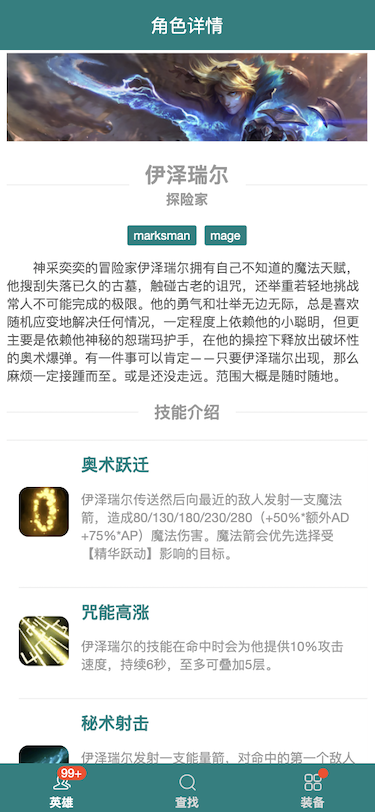 角色详情
伊泽瑞尔
探险家
marksman mage
神采奕奕的冒险家伊泽瑞尔拥有自己不知道的魔法天赋，
他搜刮失落已久的古墓，触碰古老的诅咒，还举重若轻地挑战
常人不可能完成的极限。他的勇气和壮举无边无际，总是喜欢
随机应变地解决任何情况，一定程度上依赖他的小聪明，但更
主要是依赖他神秘的恕瑞玛护手，在他的操控下释放出破坏性
的奥术爆弹。有一件事可以肯定——只要伊泽瑞尔出现，那么
麻烦一定接踵而至。或是还没走远。范围大概是随时随地。
技能介绍
奥术跃迁
伊泽瑞尔传送然后向最近的敌人发射一支魔法
箭，造成80/130/180/230/280（+50%*额外AD
+75%*AP）魔法伤害。魔法箭会优先选择受
【精华跃动】影响的目标。
咒能高涨
伊泽瑞尔的技能在命中时会为他提供10%攻击
速度，持续6秒，至多可叠加5层。
秘术射击
伊泽瑞尔发射一支能量箭，对命中的第一个敌人
99+
英雄 查找 装备